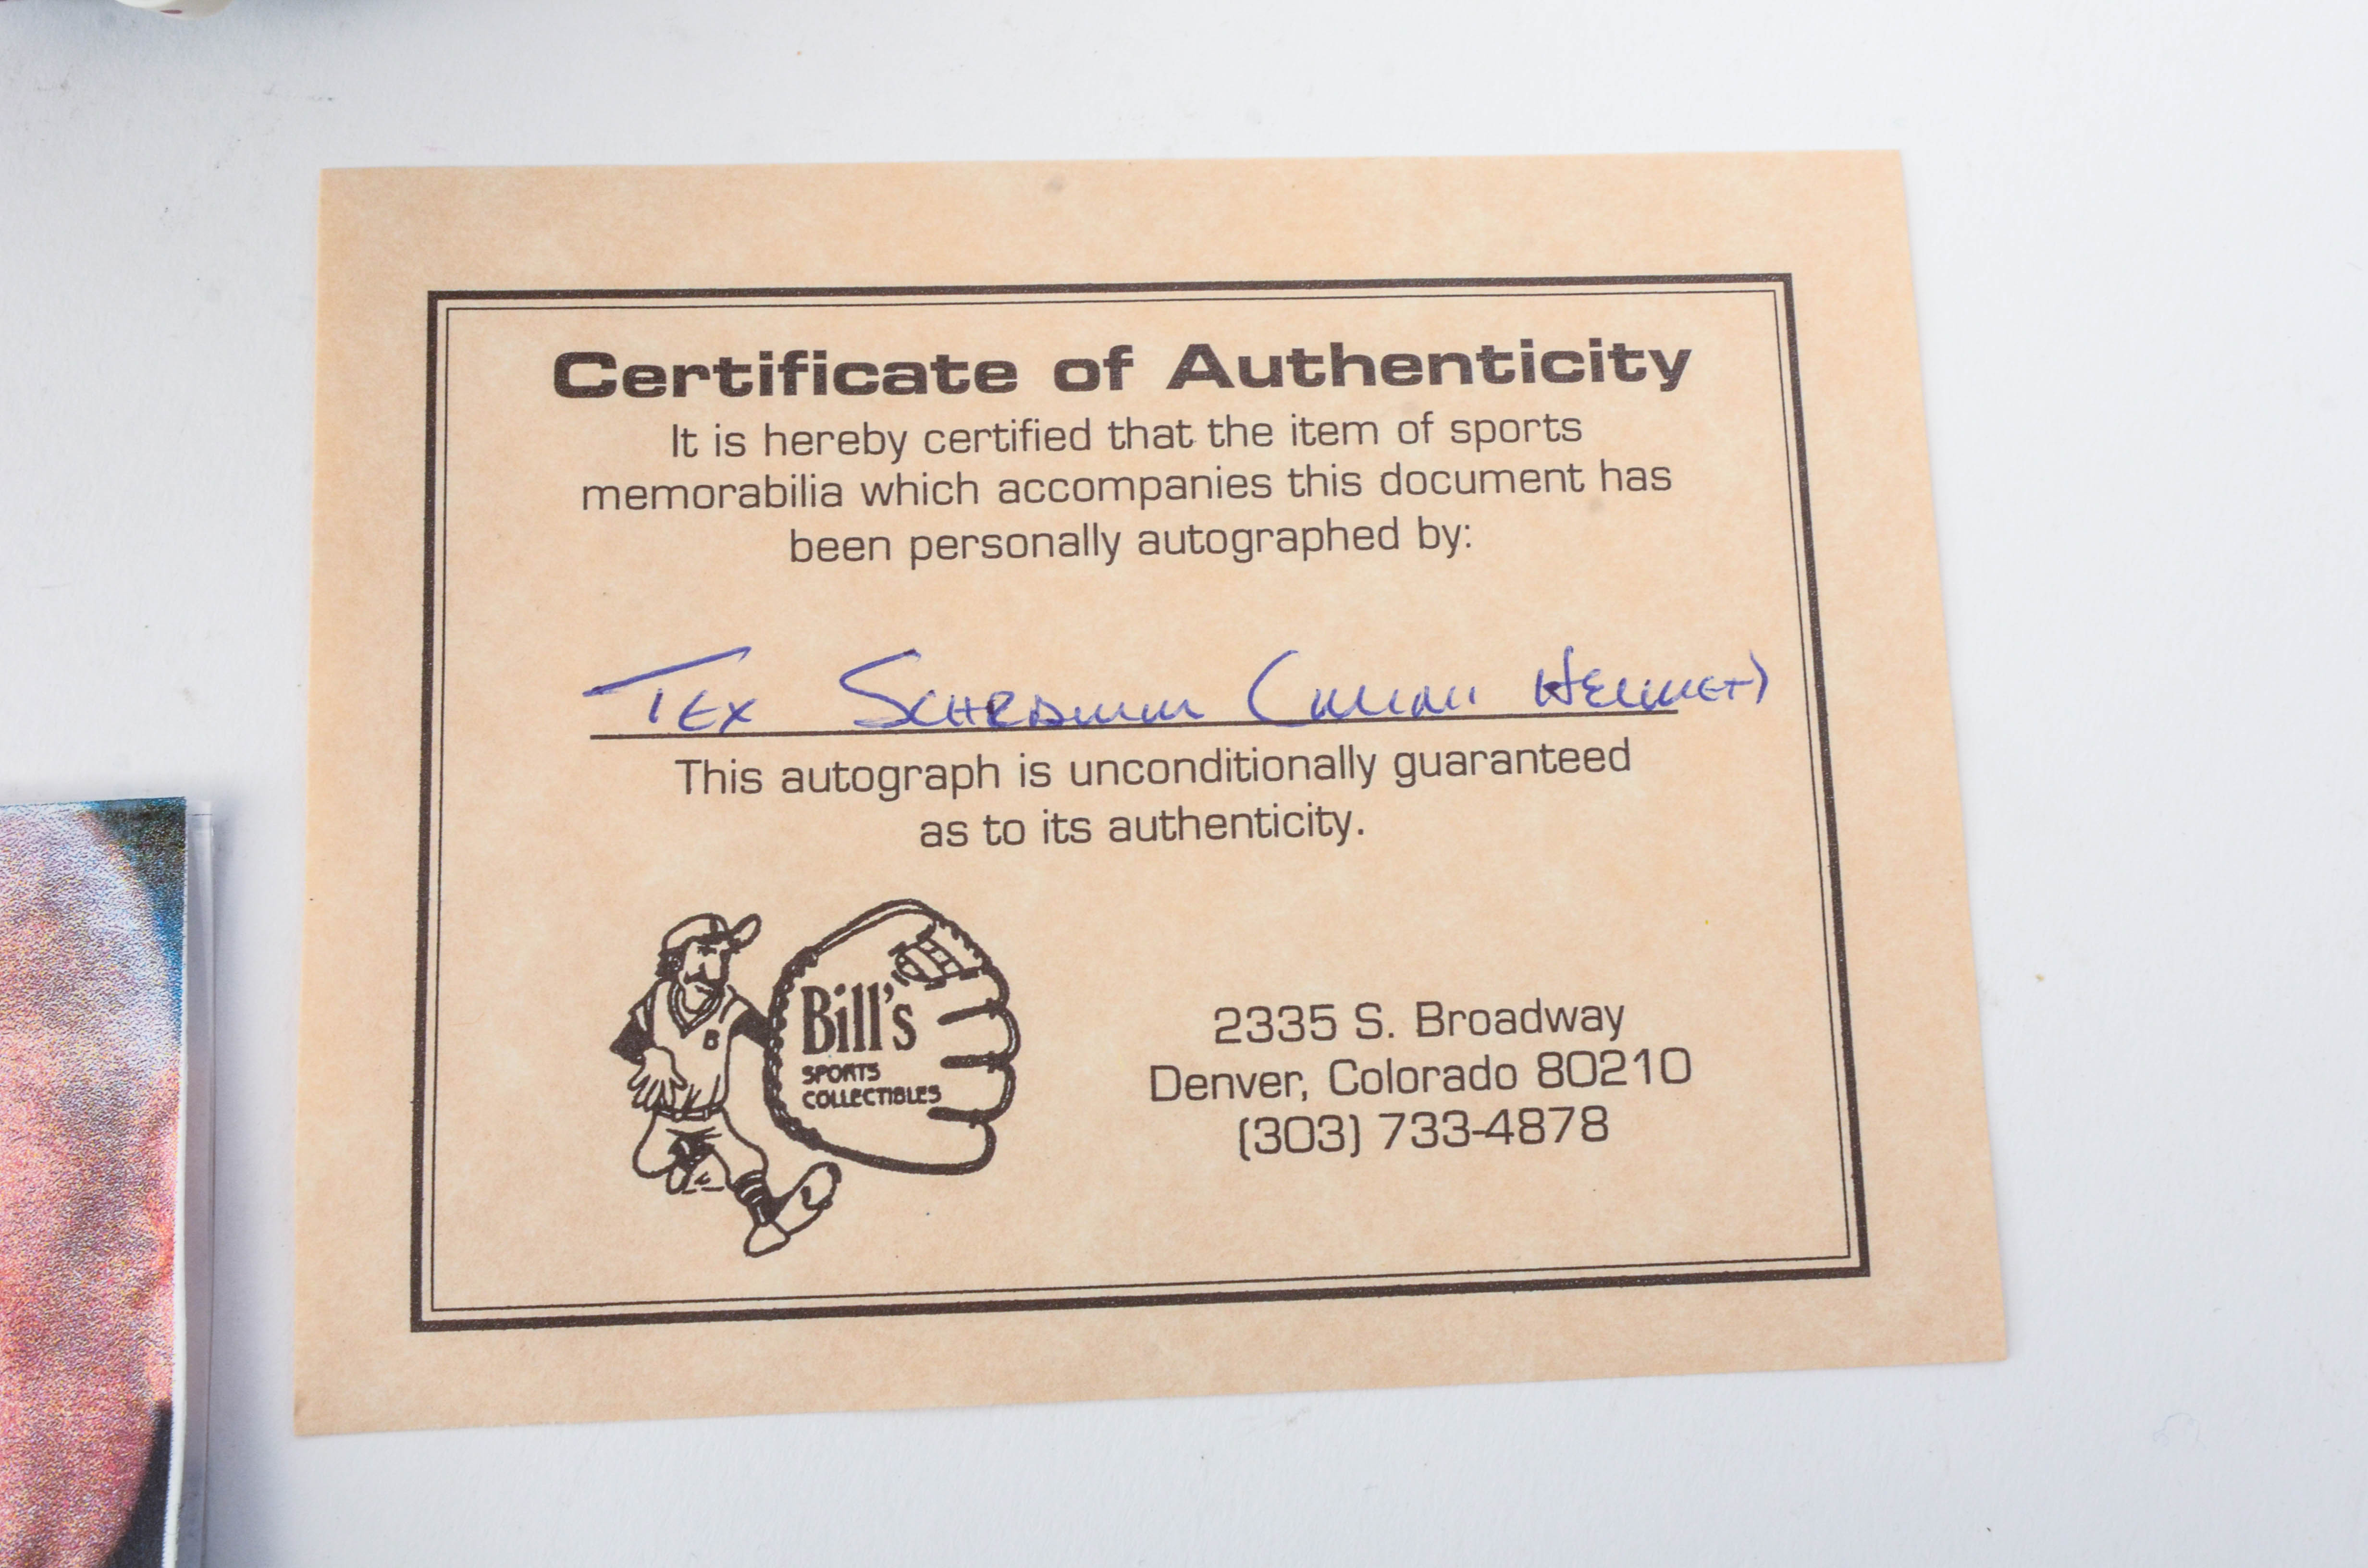 Certificate of Authenticity
It is hereby certified that the item of sports
memorabilia which accompanies this document has
been personally autographed by:
TEX SCHRAMM (MINI HELMET)
This autograph is unconditionally guaranteed
as to its authenticity.
B
Bill's
SPORTS
COLLECTIBLES
2335 S. Broadway
Denver, Colorado 80210
(303) 733-4878